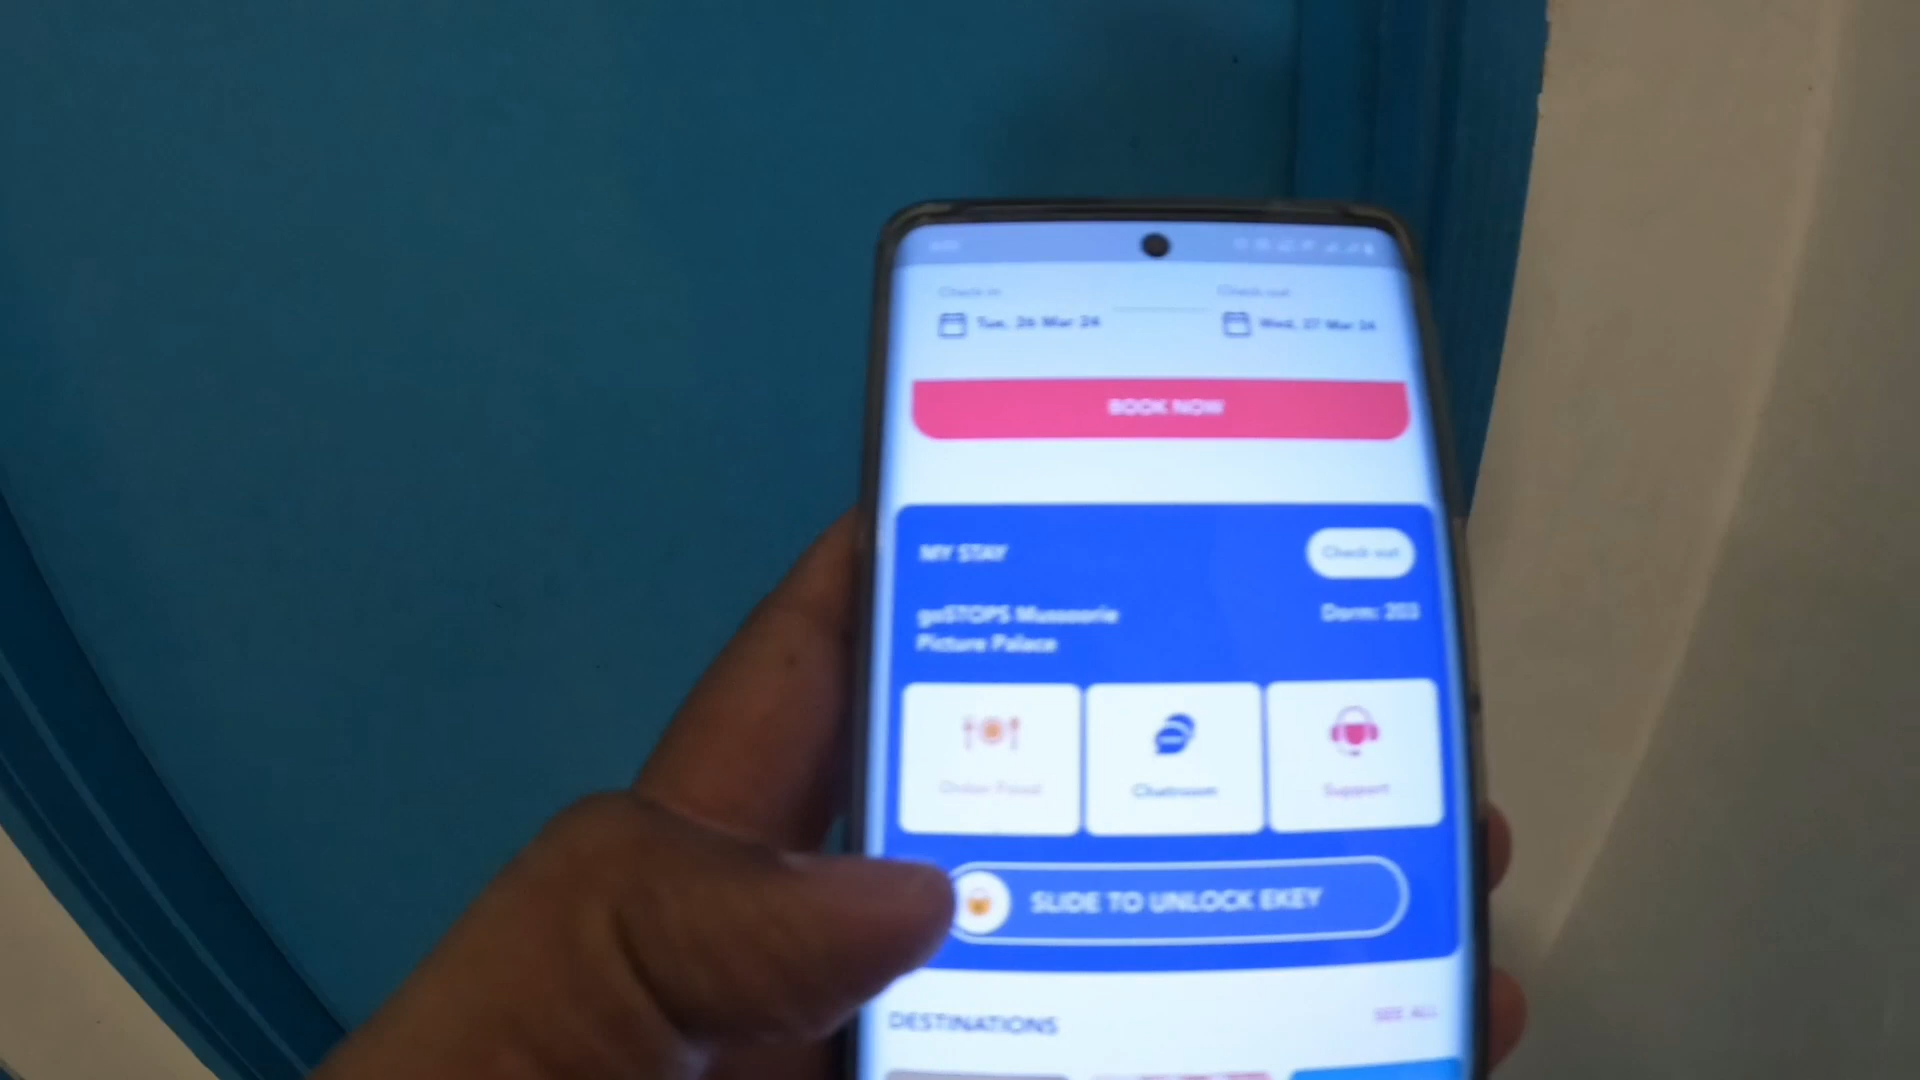 Check in
Check out
Tue, 26 Mar 24
Wed, 27 Mar 24
BOOK NOW
MY STAY
Check out
goSTOPS Mussoorie
Picture Palace
Dorm: 203
Order Food
Chatroom
Support
SLIDE TO UNLOCK EKEY
DESTINATIONS
SEE ALL